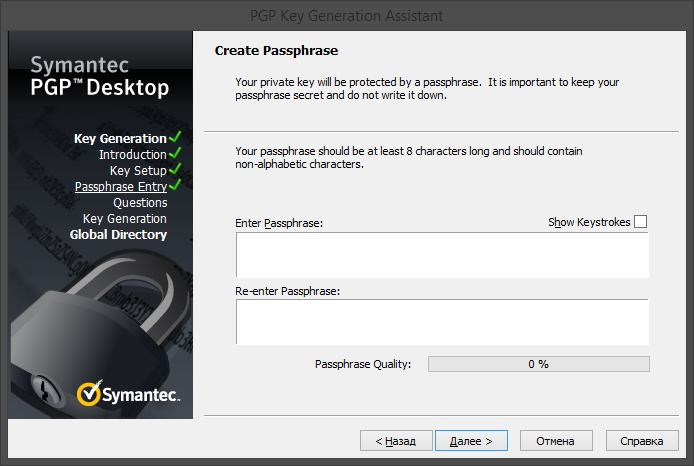 PGP Key Generation Assistant
Symantec
PGP™ Desktop
Key Generation
Introduction
Key Setup
Passphrase Entry
Questions
Key Generation
Global Directory
Symantec.
Create Passphrase
Your private key will be protected by a passphrase. It is important to keep your
passphrase secret and do not write it down.
Your passphrase should be at least 8 characters long and should contain
non-alphabetic characters.
Enter Passphrase:
Show Keystrokes
Re-enter Passphrase:
Passphrase Quality:
0 %
< Назад
Далее >
Отмена
Справка